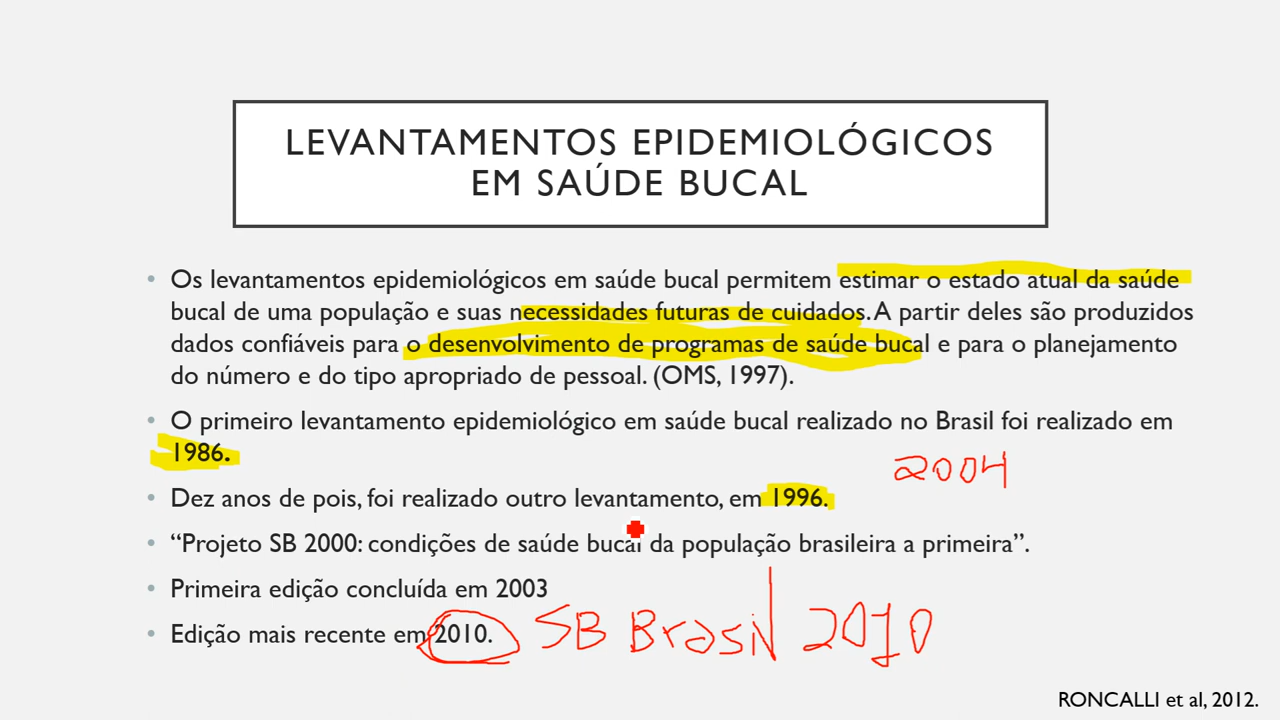 LEVANTAMENTOS EPIDEMIOLÓGICOS
EM SAÚDE BUCAL
• Os levantamentos epidemiológicos em saúde bucal permitem estimar o estado atual da saúde
bucal de uma população e suas necessidades futuras de cuidados. A partir deles são produzidos
dados confiáveis para o desenvolvimento de programas de saúde bucal e para o planejamento
do número e do tipo apropriado de pessoal. (OMS, 1997).
• O primeiro levantamento epidemiológico em saúde bucal realizado no Brasil foi realizado em
1986.
2004
• Dez anos de pois, foi realizado outro levantamento, em 1996.
• “Projeto SB 2000: condições de saúde bucal da população brasileira a primeira”.
• Primeira edição concluída em 2003
• Edição mais recente em 2010. SB Brasil 2010
RONCALLI et al, 2012.